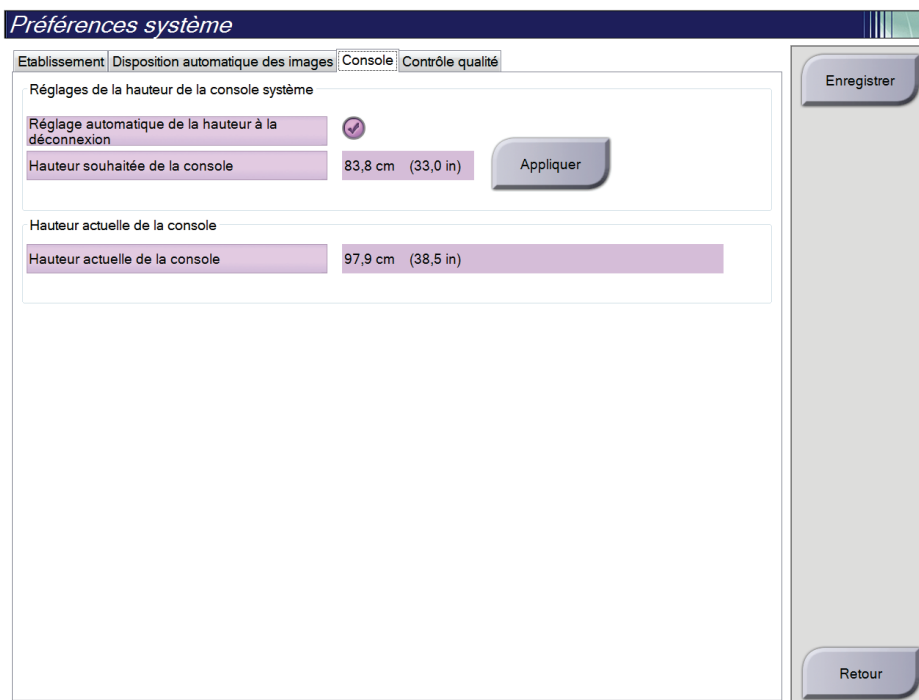 Préférences système
Etablissement Disposition automatique des images Console Contrôle qualité
Enregistrer
Réglages de la hauteur de la console système
Réglage automatique de la hauteur à la
déconnexion
Hauteur souhaitée de la console 83,8 cm (33,0 in) Appliquer
Hauteur actuelle de la console
Hauteur actuelle de la console 97,9 cm (38,5 in)
Retour